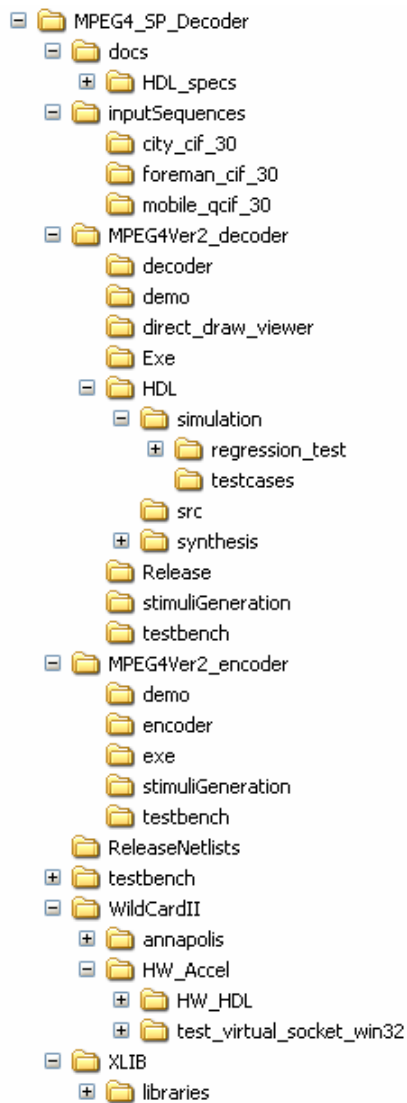 MPEG4_SP_Decoder
docs
HDL_specs
inputSequences
city_cif_30
foreman_cif_30
mobile_qcif_30
MPEG4Ver2_decoder
decoder
demo
direct_draw_viewer
Exe
HDL
simulation
regression_test
testcases
src
synthesis
Release
stimuliGeneration
testbench
MPEG4Ver2_encoder
demo
encoder
exe
stimuliGeneration
testbench
ReleaseNetlists
testbench
WildCardII
annapolis
HW_Accel
HW_HDL
test_virtual_socket_win32
XLIB
libraries